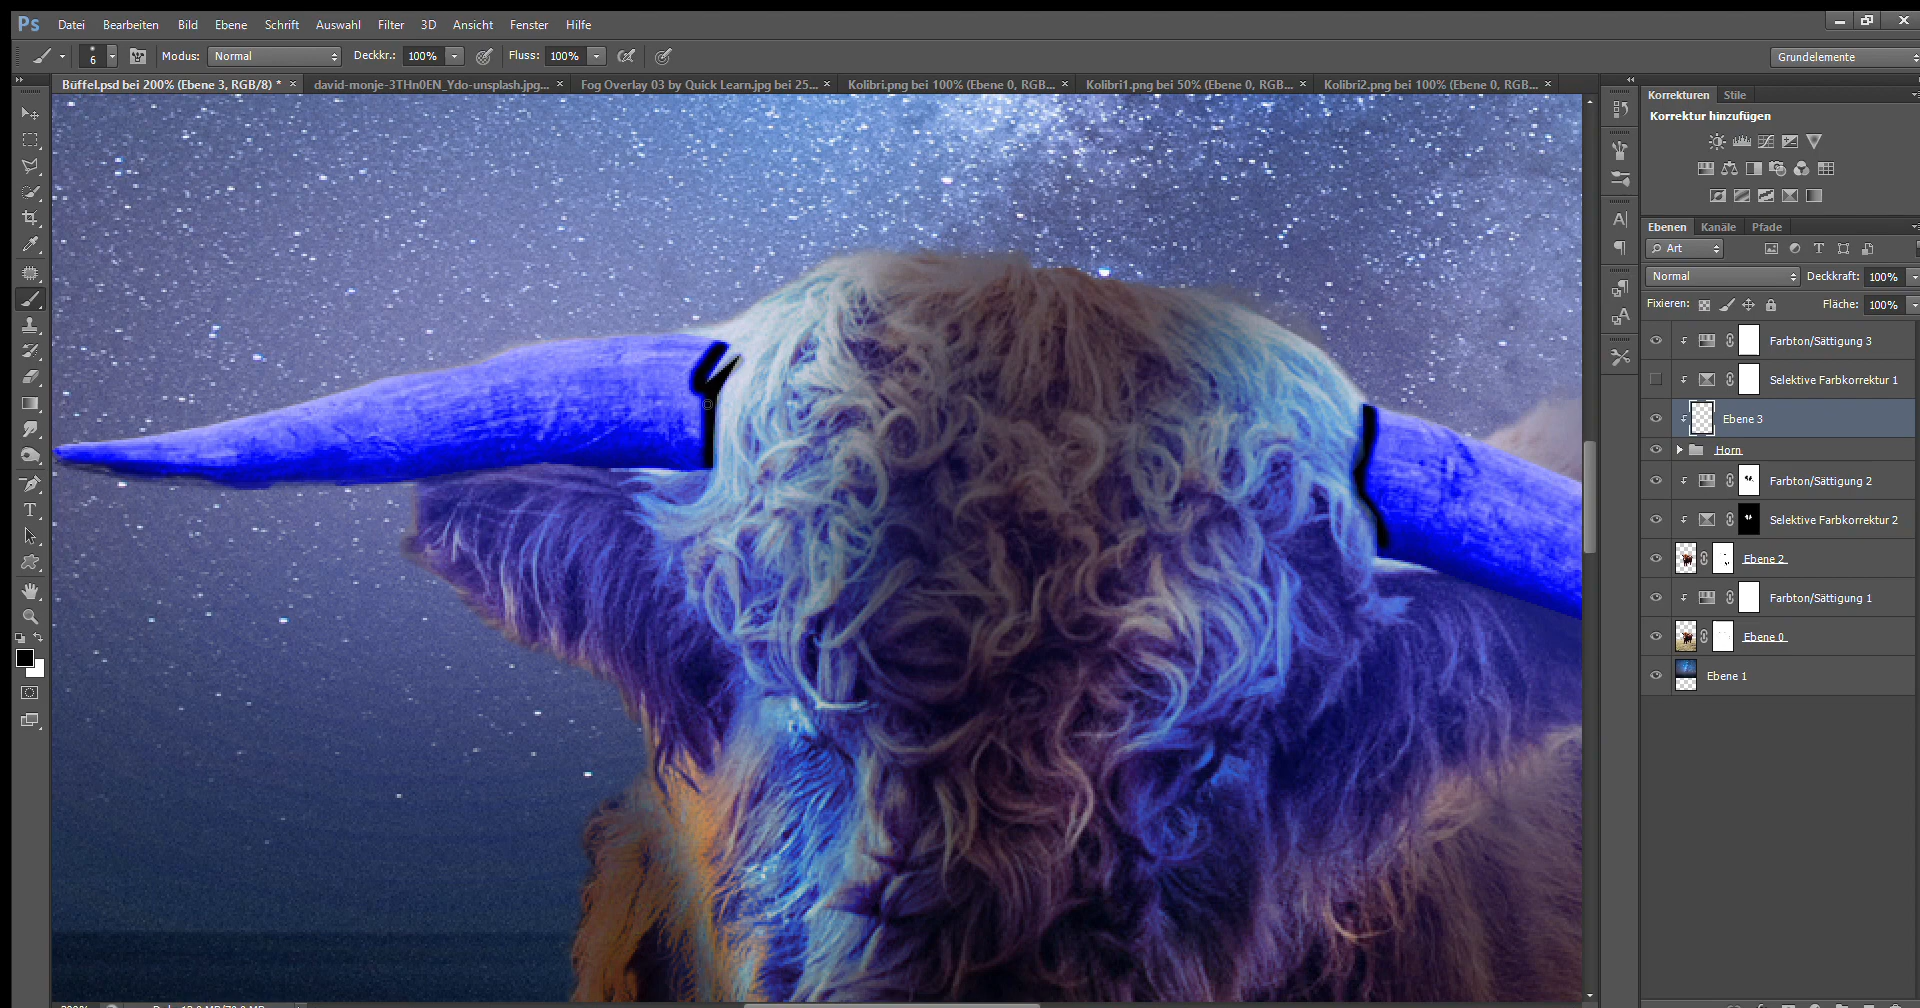 Ps Datei Bearbeiten Bild Ebene Schrift Auswahl Filter 3D Ansicht Fenster Hilfe
6 Modus: Normal Deckkr.: 100% Fluss: 100% Grundelemente
Büffel.psd bei 200% (Ebene 3, RGB/8) * × david-monje-3THn0EN_Ydo-unsplash.jpg... × Fog Overlay 03 by Quick Learn.jpg bei 25... × Kolibri.png bei 100% (Ebene 0, RGB... × Kolibri1.png bei 50% (Ebene 0, RGB... × Kolibri2.png bei 100% (Ebene 0, RGB... ×
Korrekturen Stile
Korrektur hinzufügen
Ebenen Kanäle Pfade
Art
Normal Deckkraft: 100%
Fixieren: Fläche: 100%
Farbton/Sättigung 3
Selektive Farbkorrektur 1
Ebene 3
Horn
Farbton/Sättigung 2
Selektive Farbkorrektur 2
Ebene 2
Farbton/Sättigung 1
Ebene 0
Ebene 1